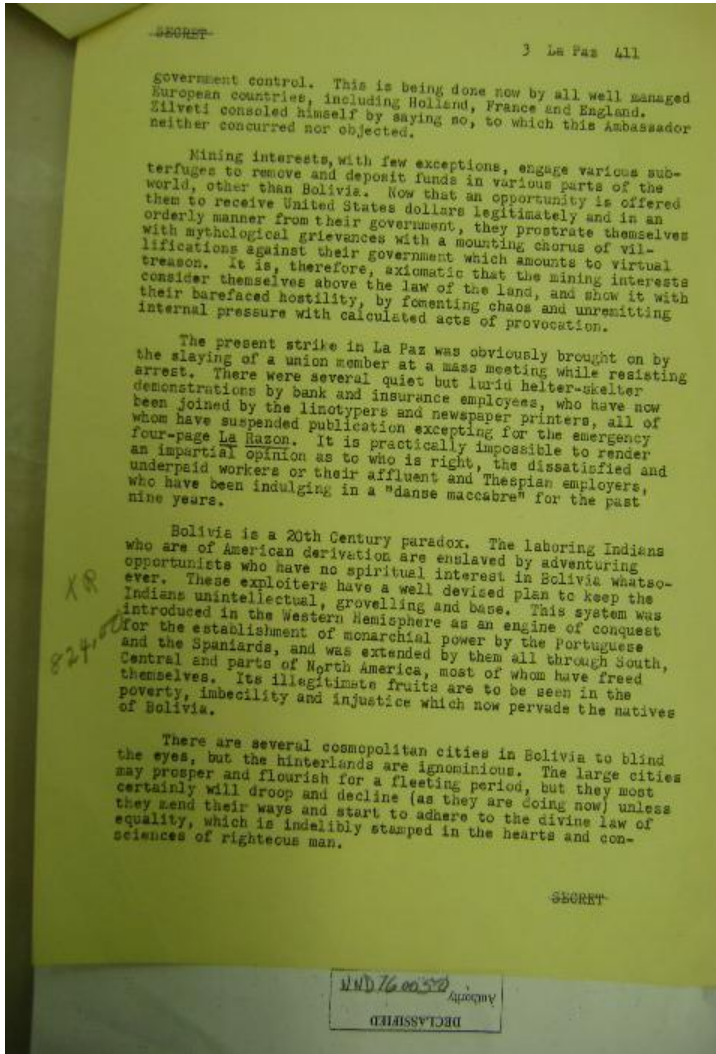 SECRET
3 La Paz 411
government control. This is being done now by all well managed
European countries, including Holland, France and England.
Zilveti consoled himself by saying so, to which this Ambassador
neither concurred nor objected.
Mining interests, with few exceptions, engage various sub-
terfuges to remove and deposit funds in various parts of the
world, other than Bolivia. Now that an opportunity is offered
them to receive United States dollars legitimately and in an
orderly manner from their government, they prostrate themselves
with mythological grievances with a mounting chorus of vil-
lifications against their government which amounts to virtual
treason. It is, therefore, axiomatic that the mining interests
consider themselves above the law of the land, and show it with
their barefaced hostility, by fomenting chaos and unremitting
internal pressure with calculated acts of provocation.
The present strike in La Paz was obviously brought on by
the slaying of a union member at a mass meeting while resisting
arrest. There were several quiet but lurid helter-skelter
demonstrations by bank and insurance employees, who have now
been joined by the linotypers and newspaper printers, all of
whom have suspended publication excepting for the emergency
four-page La Razon. It is practically impossible to render
an impartial opinion as to who is right, the dissatisfied and
underpaid workers or their affluent and Thespian employers,
who have been indulging in a "danse maccabre" for the past
nine years.
Bolivia is a 20th Century paradox. The laboring Indians
who are of American derivation are enslaved by adventuring
opportunists who have no spiritual interest in Bolivia whatso-
ever. These exploiters have a well devised plan to keep the
Indians unintellectual, grovelling and base. This system was
introduced in the Western Hemisphere as an engine of conquest
for the establishment of monarchial power by the Portuguese
and the Spaniards, and was extended by them all through South,
Central and parts of North America, most of whom have freed
themselves. Its illegitimate fruits are to be seen in the
poverty, imbecility and injustice which now pervade the natives
of Bolivia.
XR
824.00
There are several cosmopolitan cities in Bolivia to blind
the eyes, but the hinterlands are ignominious. The large cities
may prosper and flourish for a fleeting period, but they most
certainly will droop and decline (as they are doing now) unless
they mend their ways and start to adhere to the divine law of
equality, which is indelibly stamped in the hearts and con-
sciences of righteous man.
SECRET
DECLASSIFIED
Authority